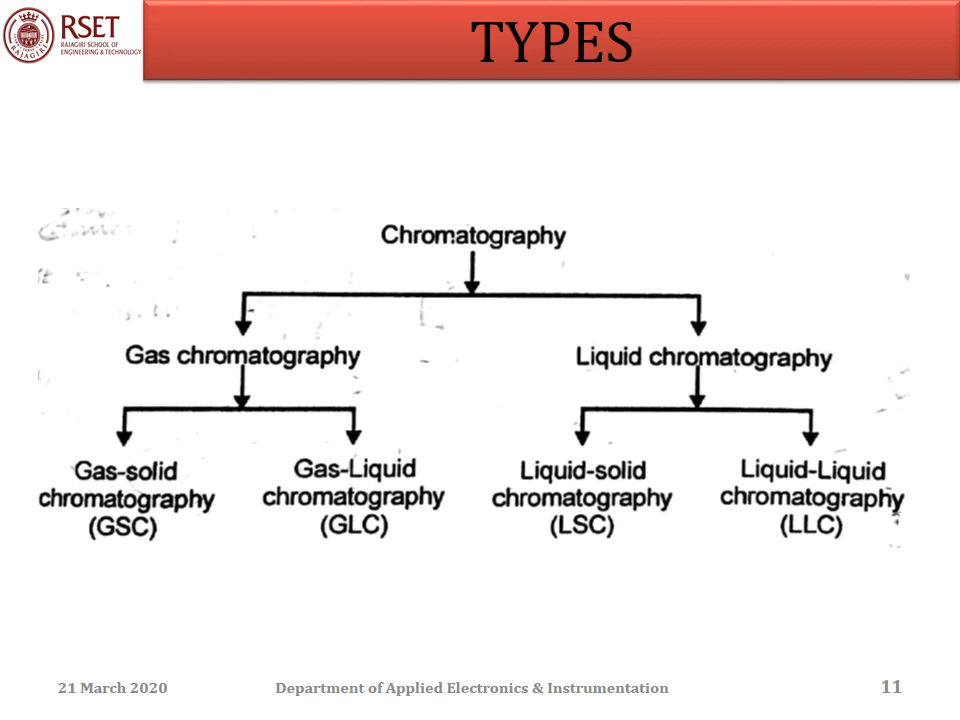 RSET
RAJAGIRI SCHOOL OF
ENGINEERING & TECHNOLOGY
RAJAGIRI
TYPES
Chromatography
Gas chromatography
Liquid chromatography
Gas-solid
chromatography
(GSC)
Gas-Liquid
chromatography
(GLC)
Liquid-solid
chromatography
(LSC)
Liquid-Liquid
chromatography
(LLC)
21 March 2020
Department of Applied Electronics & Instrumentation
11